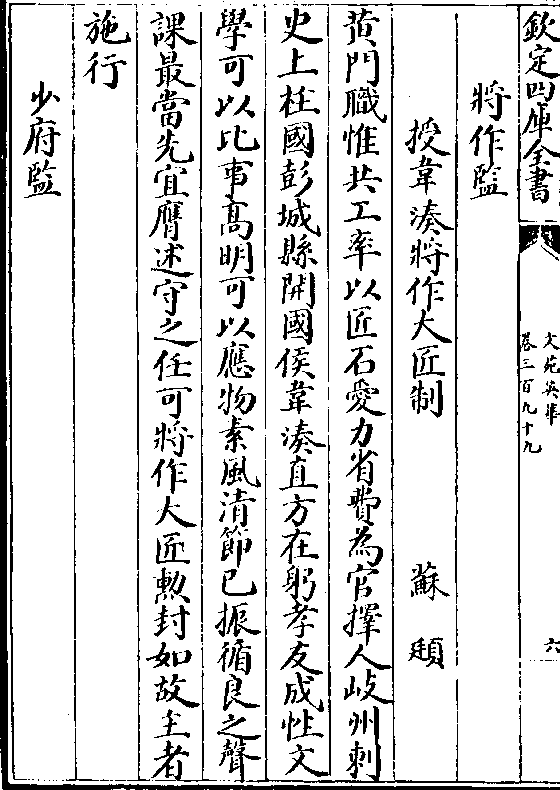 欽定四庫全書
文苑英華
卷三百九十九
六
將作監
授韋湊將作大匠制 蘇頲
黄門職惟共工率以匠石愛力省費為官擇人岐州刺
史上柱國彭城縣開國侯韋湊直方在躬孝友成性文
學可以比事髙明可以應物素風清節已振循良之聲
課最當先宜膺述守之任可將作大匠勲封如故主者
施行
少府監